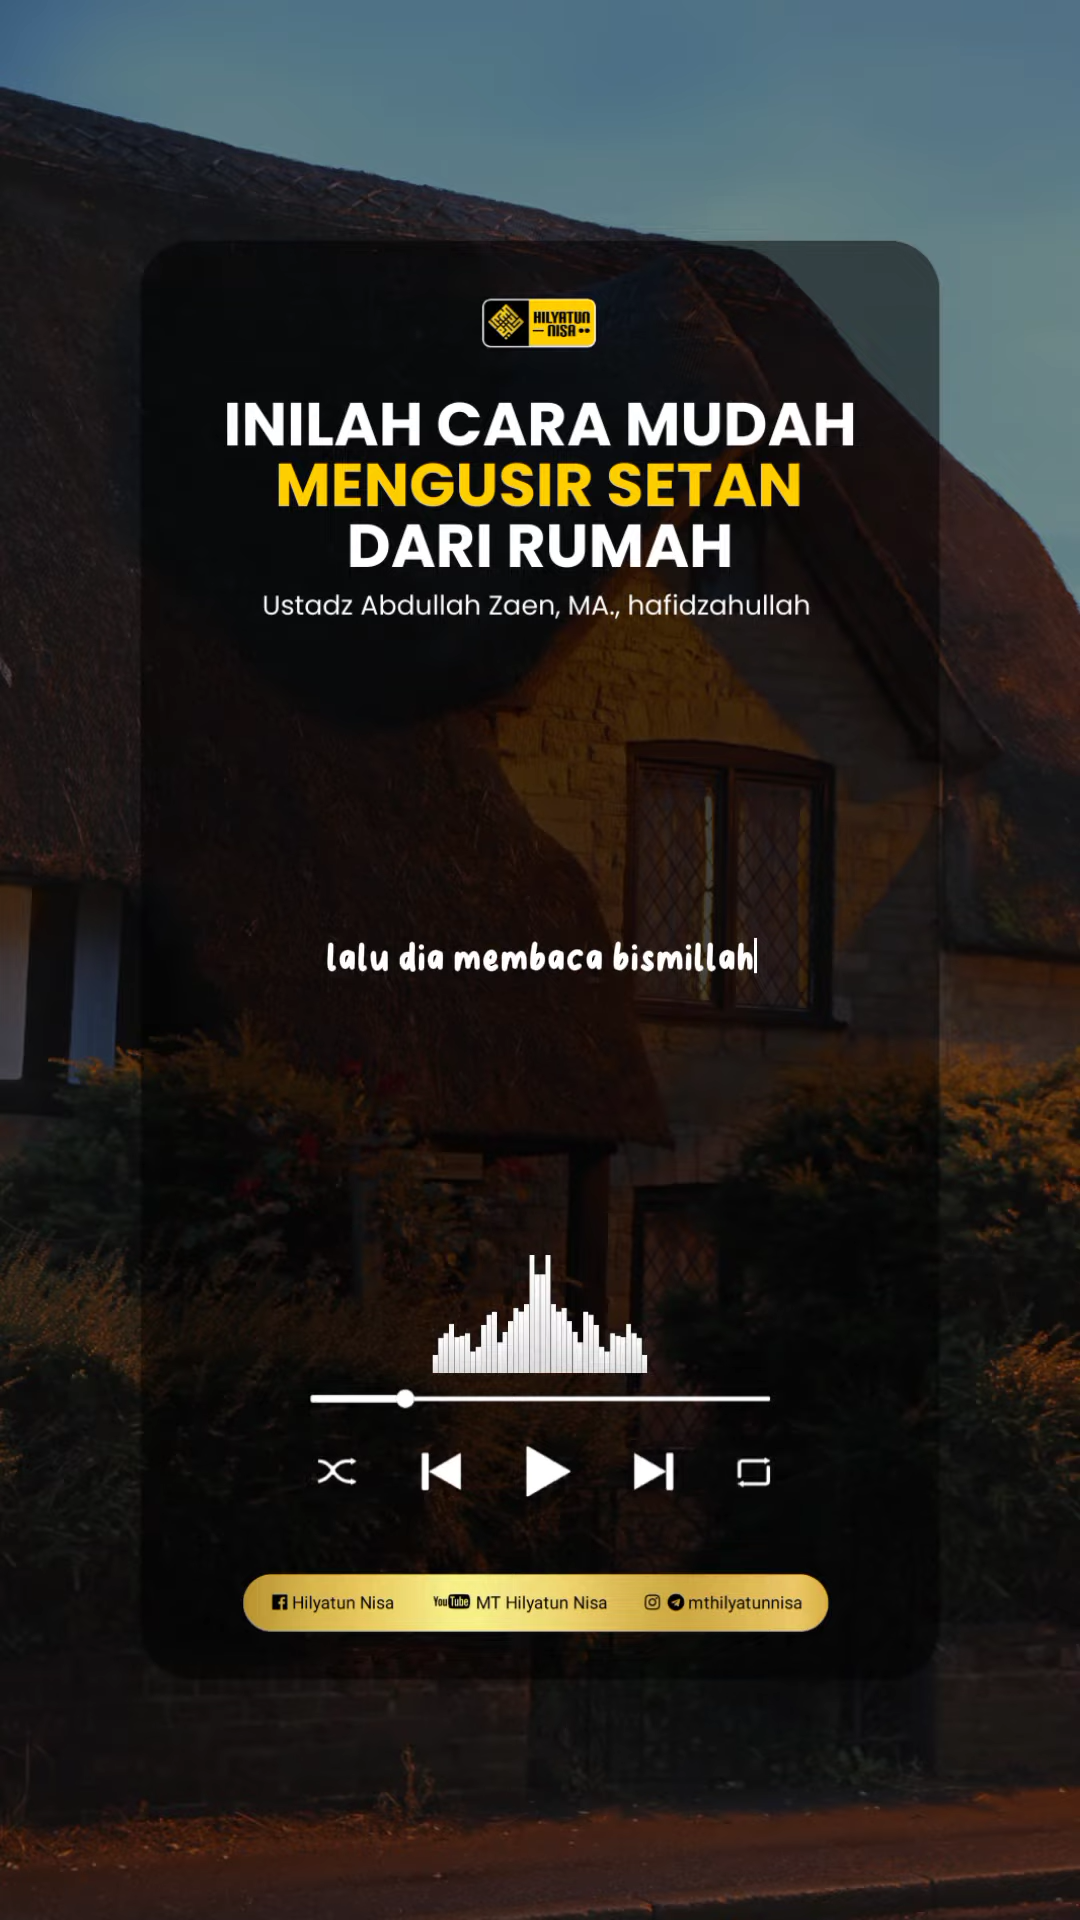 HILYATUN
NISA
INILAH CARA MUDAH
MENGUSIR SETAN
DARI RUMAH
Ustadz Abdullah Zaen, MA., hafidzahullah
lalu dia membaca bismillah
Hilyatun Nisa YouTube MT Hilyatun Nisa mthilyatunnisa